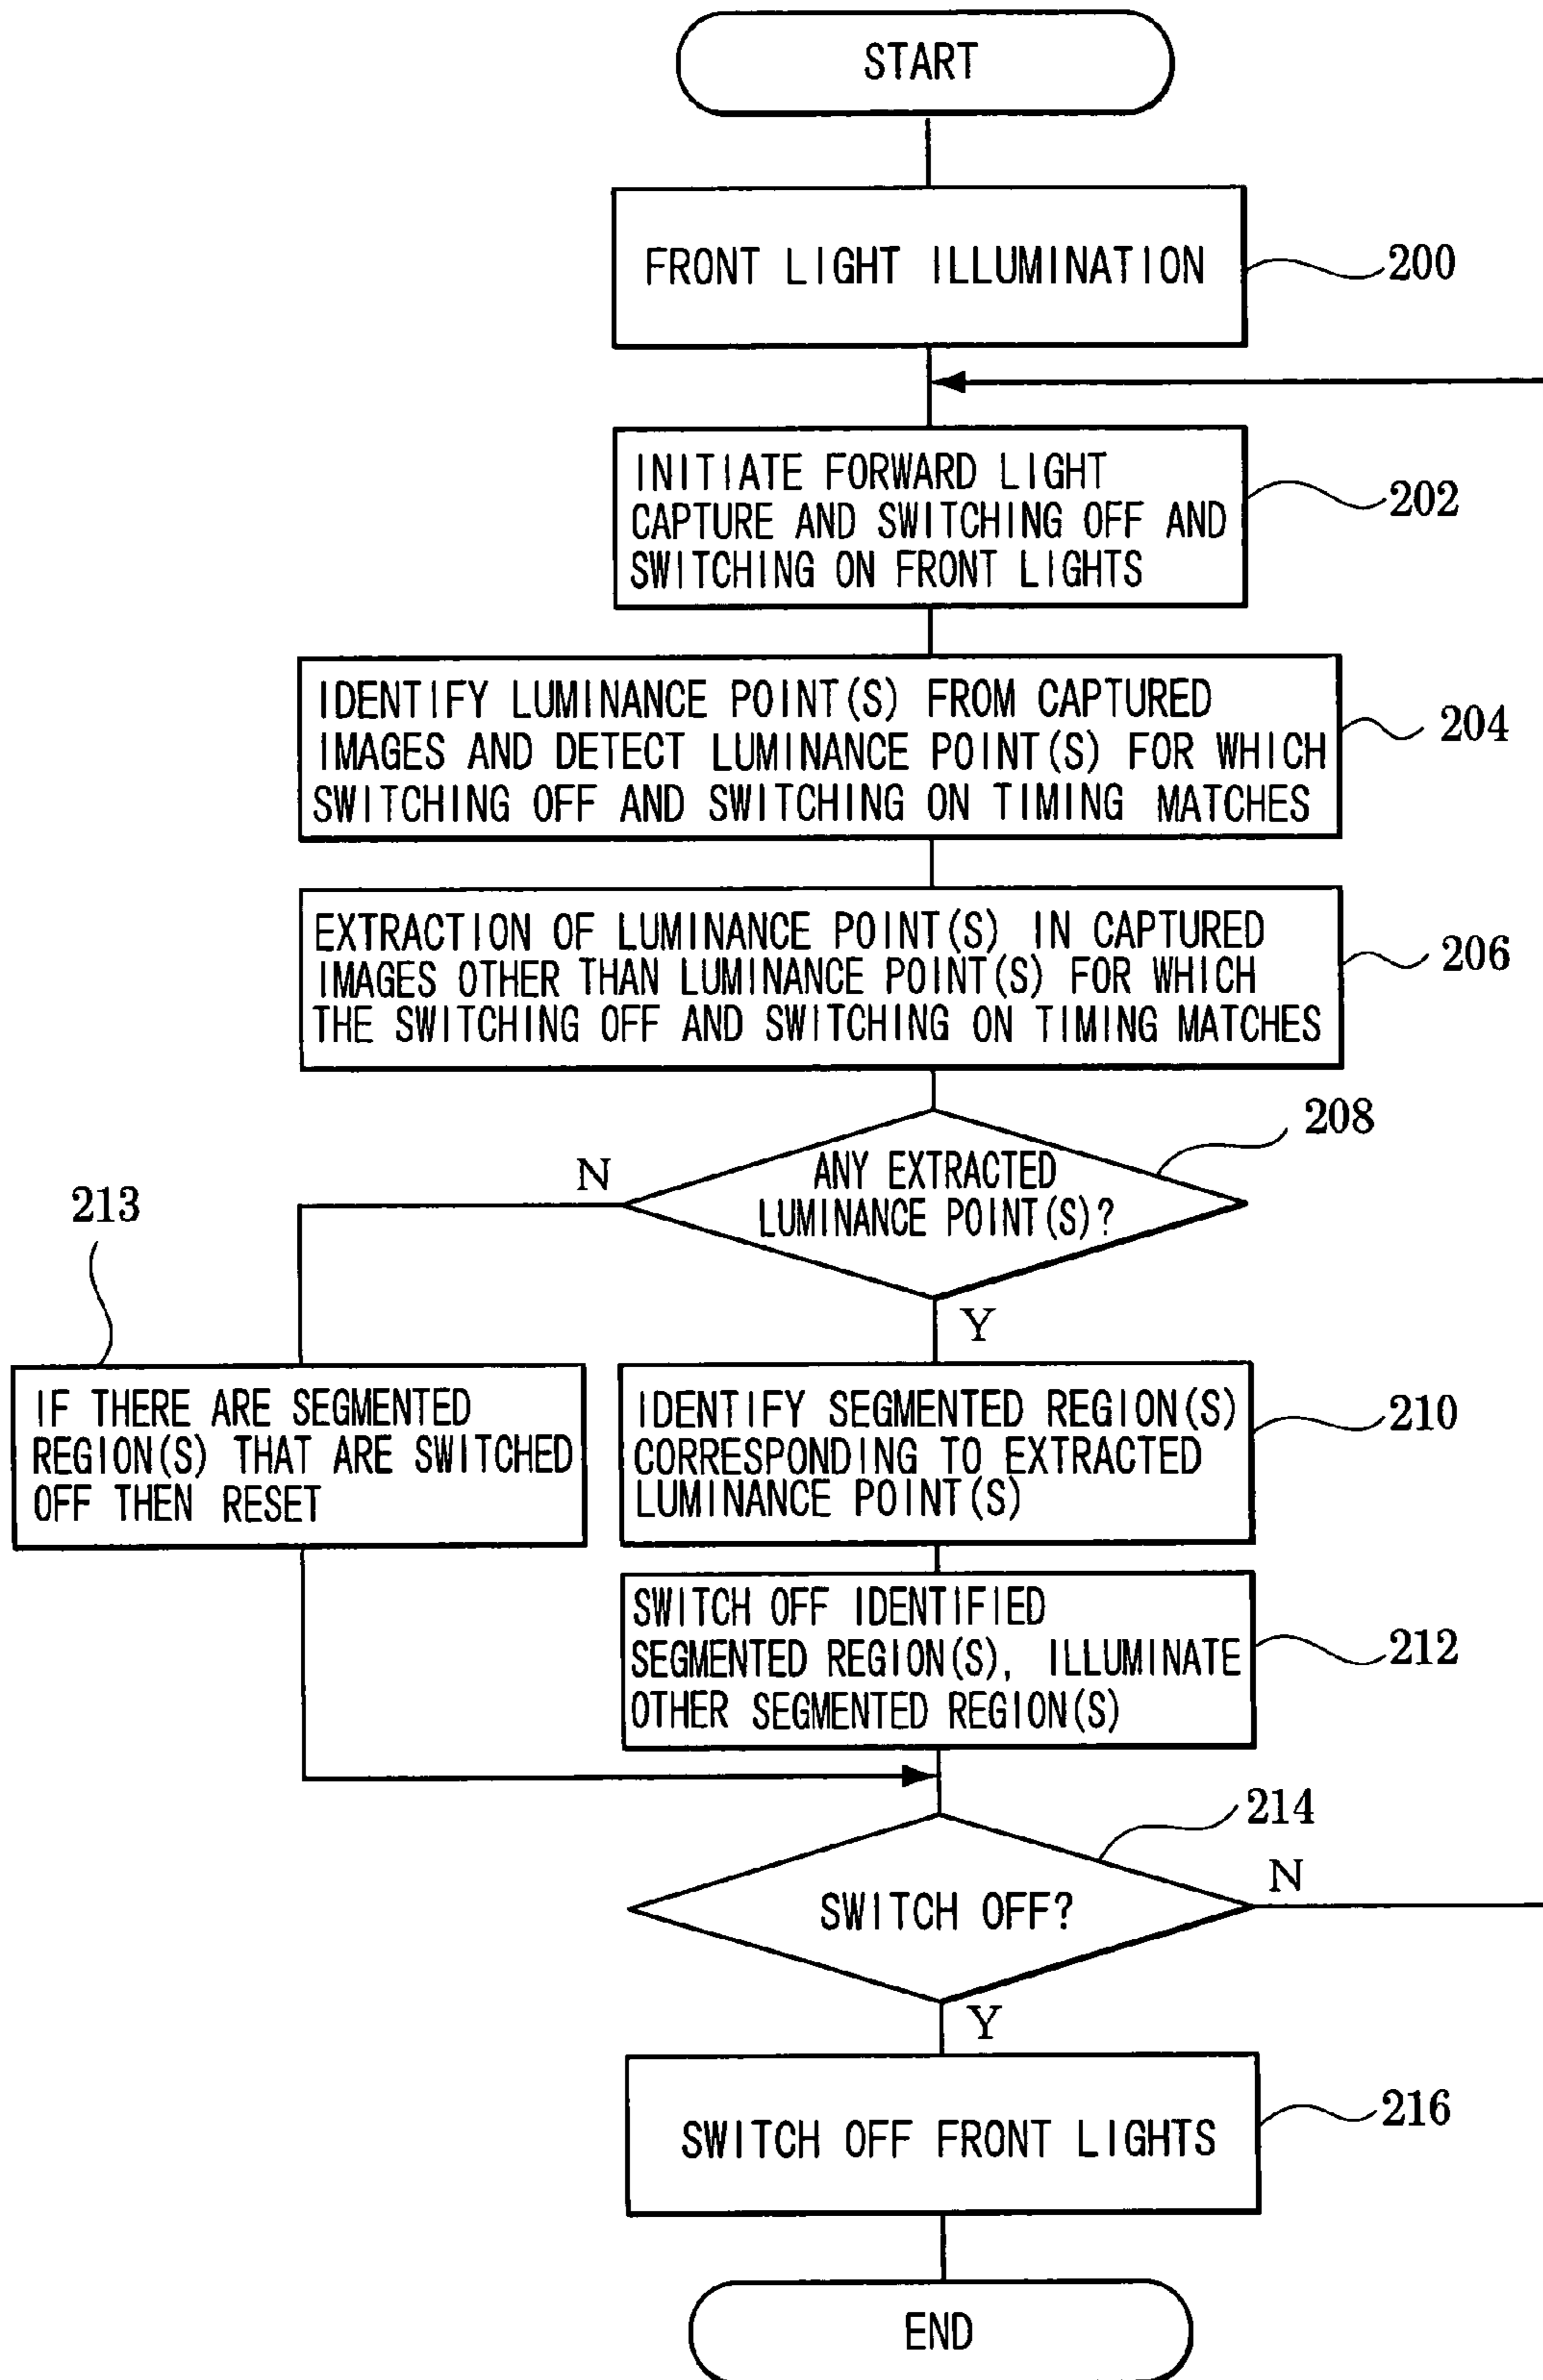 START
FRONT LIGHT ILLUMINATION
200
INITIATE FORWARD LIGHT
CAPTURE AND SWITCHING OFF AND
SWITCHING ON FRONT LIGHTS
202
IDENTIFY LUMINANCE POINT(S) FROM CAPTURED
IMAGES AND DETECT LUMINANCE POINT(S) FOR WHICH
SWITCHING OFF AND SWITCHING ON TIMING MATCHES
204
EXTRACTION OF LUMINANCE POINT(S) IN CAPTURED
IMAGES OTHER THAN LUMINANCE POINT(S) FOR WHICH
THE SWITCHING OFF AND SWITCHING ON TIMING MATCHES
206
208
ANY EXTRACTED
LUMINANCE POINT(S)?
N
Y
213
IF THERE ARE SEGMENTED
REGION(S) THAT ARE SWITCHED
OFF THEN RESET
IDENTIFY SEGMENTED REGION(S)
CORRESPONDING TO EXTRACTED
LUMINANCE POINT(S)
210
SWITCH OFF IDENTIFIED
SEGMENTED REGION(S), ILLUMINATE
OTHER SEGMENTED REGION(S)
212
214
SWITCH OFF?
N
Y
SWITCH OFF FRONT LIGHTS
216
END